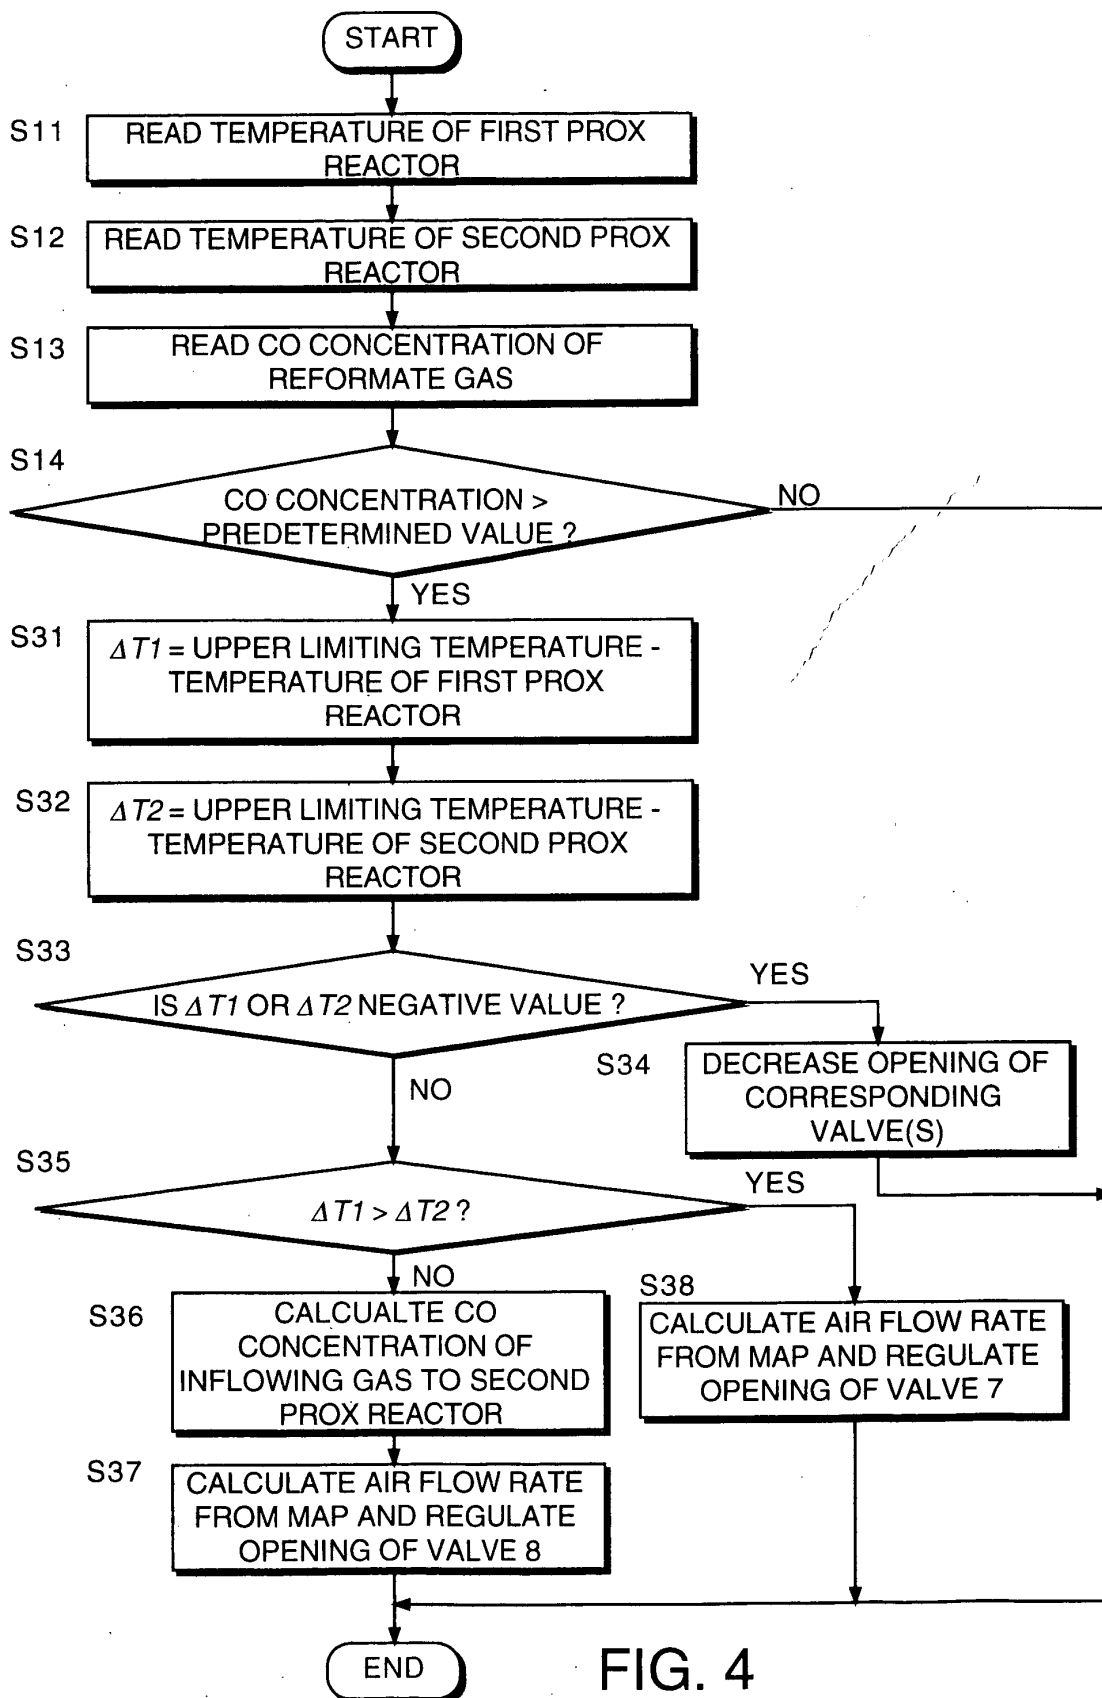 START
S11
READ TEMPERATURE OF FIRST PROX
REACTOR
S12
READ TEMPERATURE OF SECOND PROX
REACTOR
S13
READ CO CONCENTRATION OF
REFORMATE GAS
S14
CO CONCENTRATION >
PREDETERMINED VALUE ?
NO
YES
S31
ΔT1 = UPPER LIMITING TEMPERATURE -
TEMPERATURE OF FIRST PROX
REACTOR
S32
ΔT2 = UPPER LIMITING TEMPERATURE -
TEMPERATURE OF SECOND PROX
REACTOR
S33
IS ΔT1 OR ΔT2 NEGATIVE VALUE ?
YES
NO
S34
DECREASE OPENING OF
CORRESPONDING
VALVE(S)
S35
ΔT1 > ΔT2 ?
YES
NO
S36
CALCUALTE CO
CONCENTRATION OF
INFLOWING GAS TO SECOND
PROX REACTOR
S38
CALCULATE AIR FLOW RATE
FROM MAP AND REGULATE
OPENING OF VALVE 7
S37
CALCULATE AIR FLOW RATE
FROM MAP AND REGULATE
OPENING OF VALVE 8
END
FIG. 4